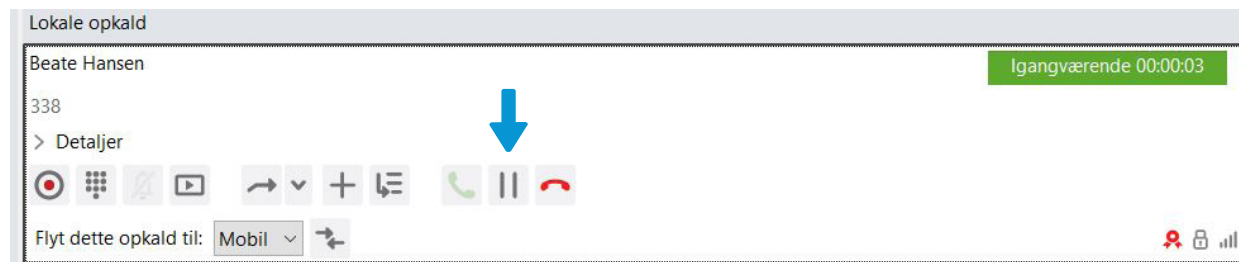 Lokale opkald
Beate Hansen
Igangværende 00:00:03
338
> Detaljer
Flyt dette opkald til: Mobil